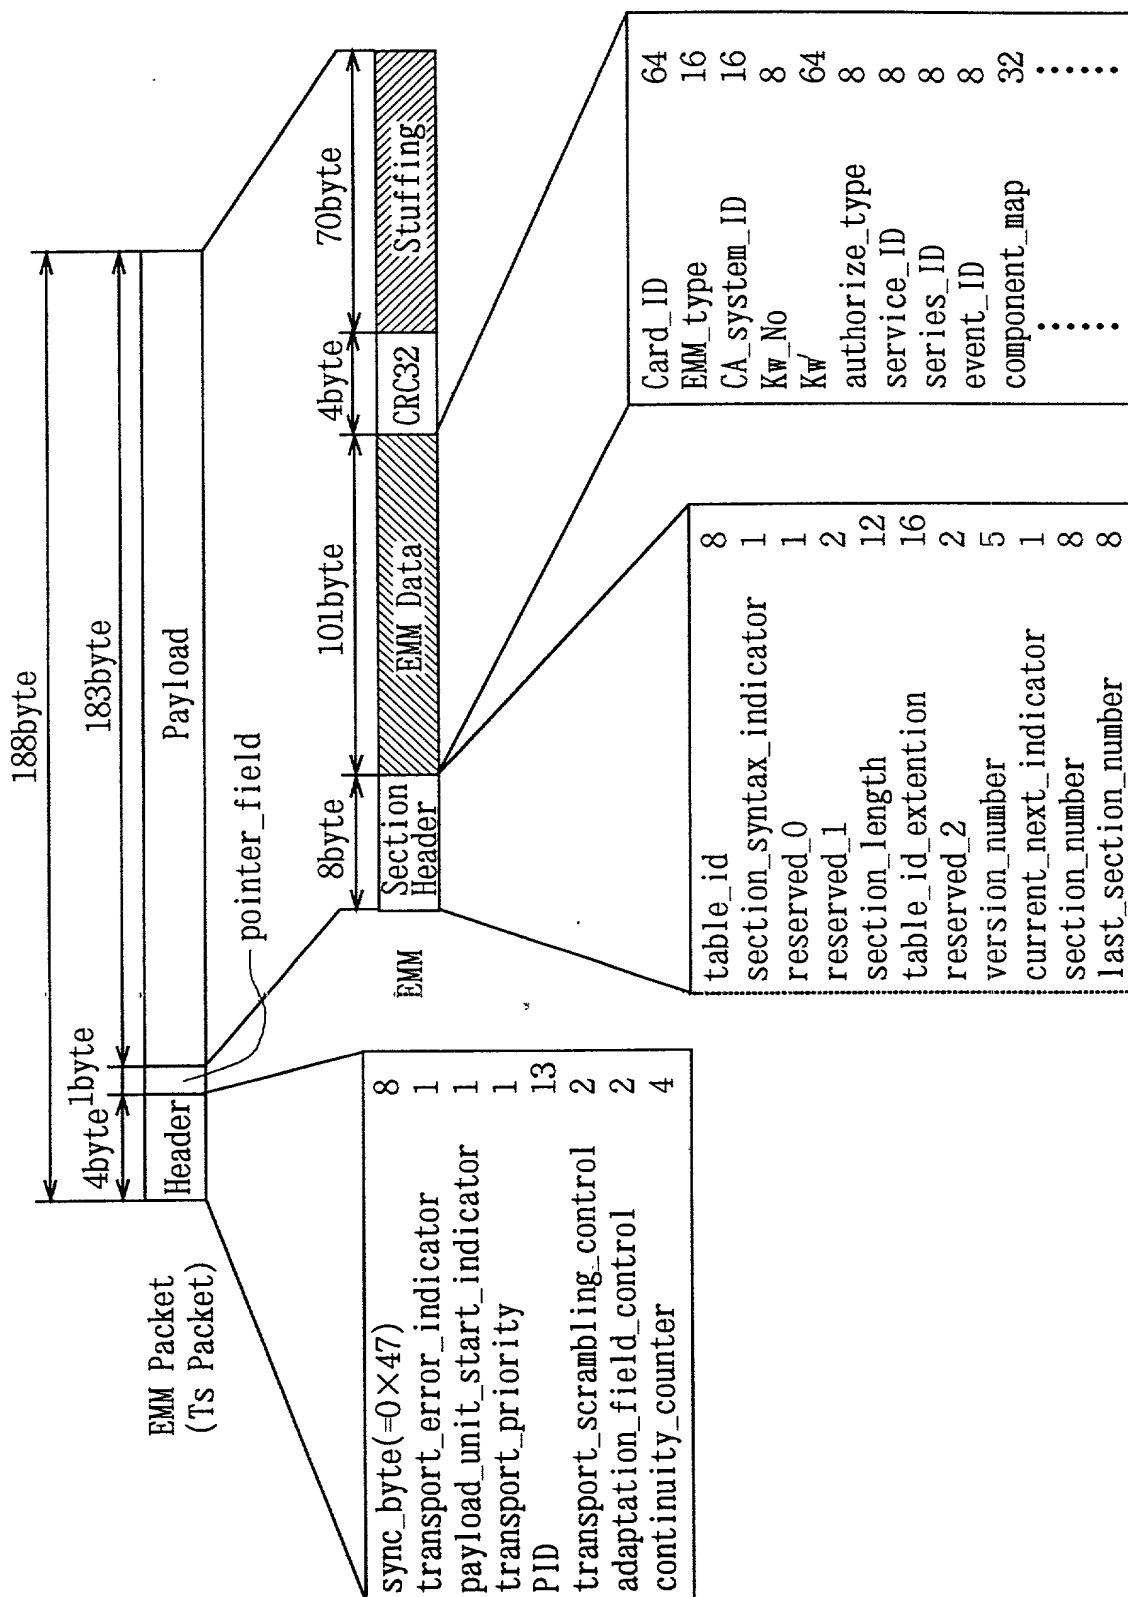 188byte
4byte
1byte
183byte
EMM Packet
(Ts Packet)
Header
Payload
pointer_field
8byte
101byte
4byte
70byte
EMM
Section
Header
EMM Data
CRC32
Stuffing
sync_byte(=0×47) 8
transport_error_indicator 1
payload_unit_start_indicator 1
transport_priority 1
PID 13
transport_scrambling_control 2
adaptation_field_control 2
continuity_counter 4
table_id 8
section_syntax_indicator 1
reserved_0 1
reserved_1 2
section_length 12
table_id_extention 16
reserved_2 2
version_number 5
current_next_indicator 1
section_number 8
last_section_number 8
Card_ID 64
EMM_type 16
CA_system_ID 16
Kw_No 8
Kw' 64
authorize_type 8
service_ID 8
series_ID 8
event_ID 8
component_map 32
...... ......